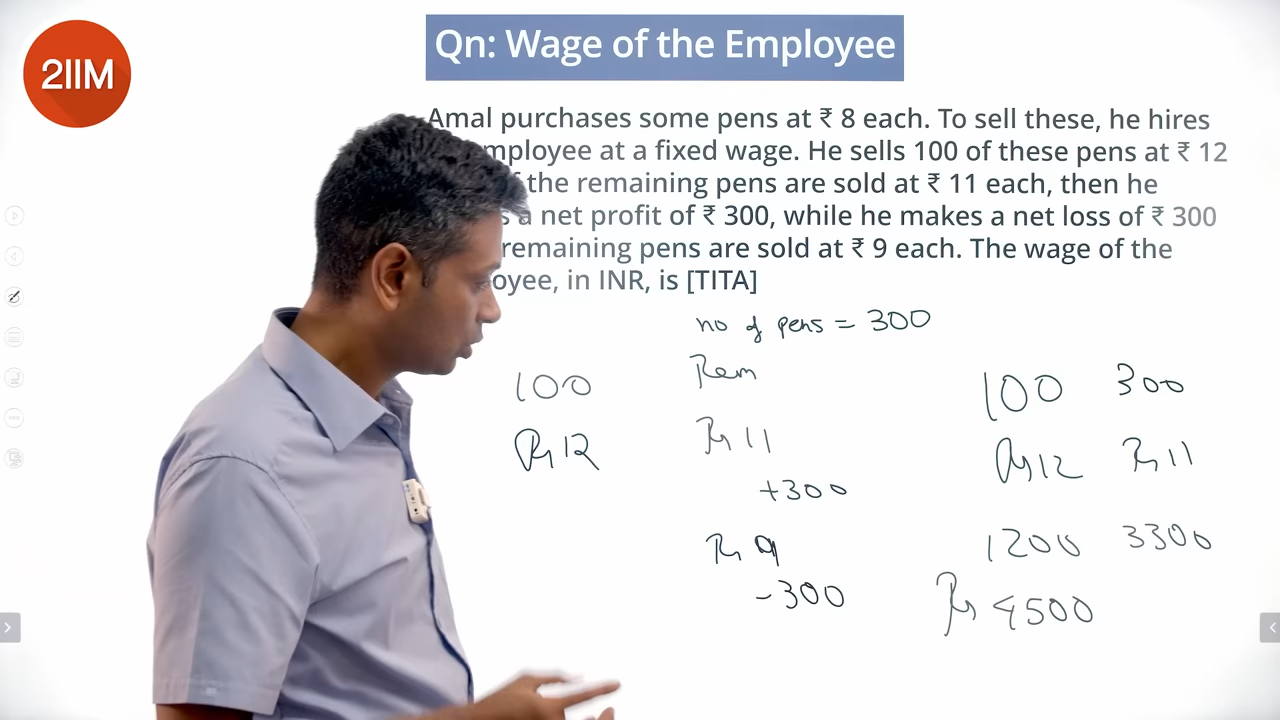 2IIM
Qn: Wage of the Employee
Amal purchases some pens at ₹ 8 each. To sell these, he hires
mployee at a fixed wage. He sells 100 of these pens at ₹ 12
f the remaining pens are sold at ₹ 11 each, then he
s a net profit of ₹ 300, while he makes a net loss of ₹ 300
remaining pens are sold at ₹ 9 each. The wage of the
oyee, in INR, is [TITA]
no of pens = 300
100 Rem
Rs 12 Rs 11
+300
Rs 9
-300
100 300
Rs 12 Rs 11
1200 3300
Rs 4500